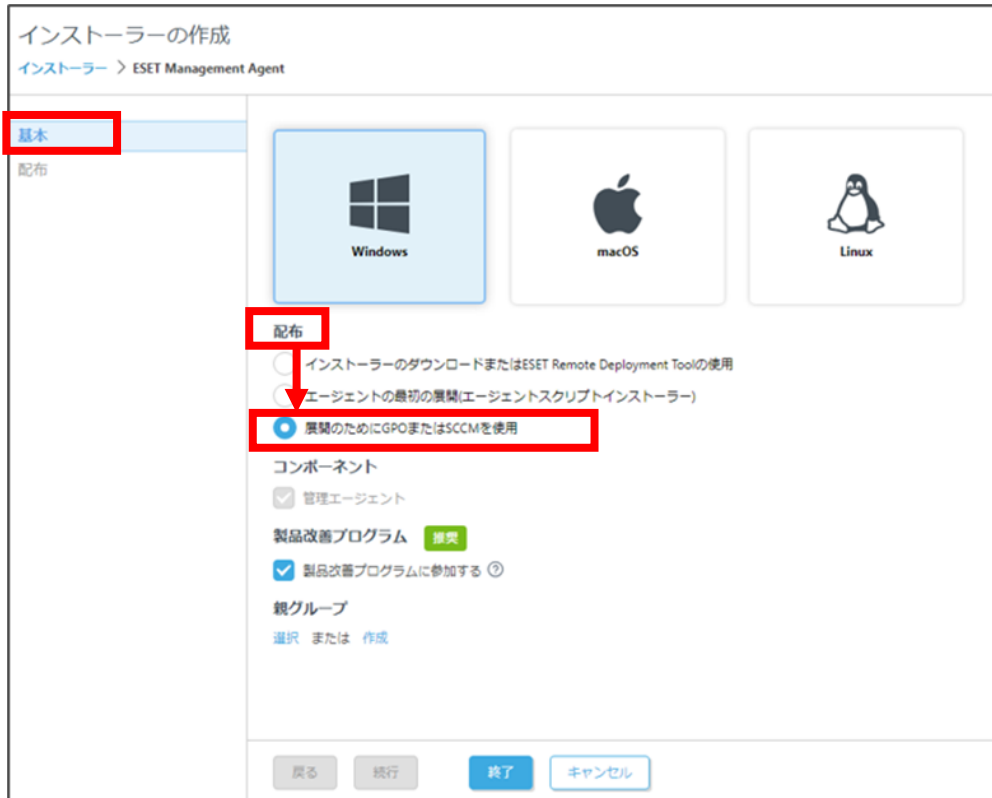 インストーラーの作成
インストーラー > ESET Management Agent
基本
配布
Windows
macOS
Linux
配布
インストーラーのダウンロードまたはESET Remote Deployment Toolの使用
エージェントの最初の展開(エージェントスクリプトインストーラー)
展開のためにGPOまたはSCCMを使用
コンポーネント
管理エージェント
製品改善プログラム 推奨
製品改善プログラムに参加する ?
親グループ
選択 または 作成
戻る 続行 終了 キャンセル